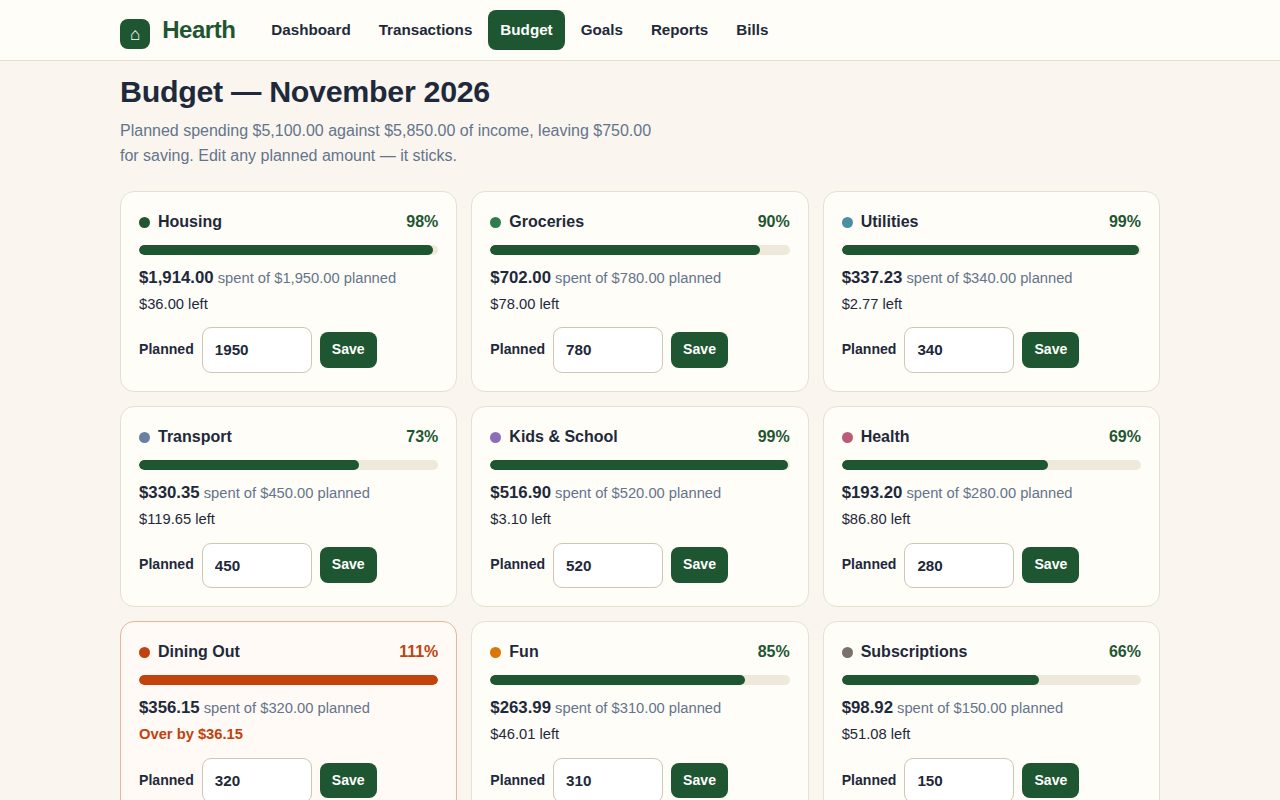 Hearth
Dashboard Transactions Budget Goals Reports Bills
Budget — November 2026
Planned spending $5,100.00 against $5,850.00 of income, leaving $750.00
for saving. Edit any planned amount — it sticks.
Housing 98%
$1,914.00 spent of $1,950.00 planned
$36.00 left
Planned 1950 Save
Groceries 90%
$702.00 spent of $780.00 planned
$78.00 left
Planned 780 Save
Utilities 99%
$337.23 spent of $340.00 planned
$2.77 left
Planned 340 Save
Transport 73%
$330.35 spent of $450.00 planned
$119.65 left
Planned 450 Save
Kids & School 99%
$516.90 spent of $520.00 planned
$3.10 left
Planned 520 Save
Health 69%
$193.20 spent of $280.00 planned
$86.80 left
Planned 280 Save
Dining Out 111%
$356.15 spent of $320.00 planned
Over by $36.15
Planned 320 Save
Fun 85%
$263.99 spent of $310.00 planned
$46.01 left
Planned 310 Save
Subscriptions 66%
$98.92 spent of $150.00 planned
$51.08 left
Planned 150 Save